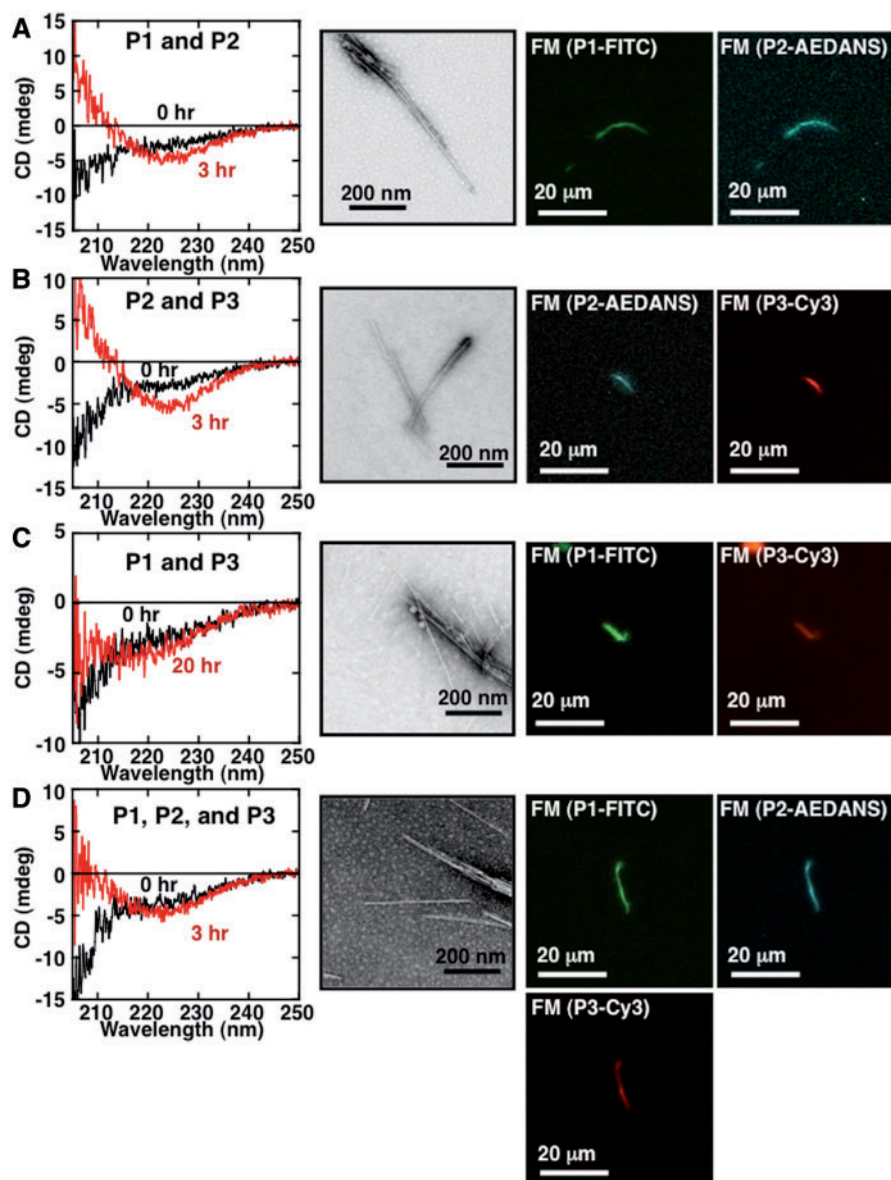 A
P1 and P2
15
10
5
0
-5
-10
-15
CD (mdeg)
0 hr
3 hr
210 220 230 240 250
Wavelength (nm)
200 nm
FM (P1-FITC)
20 μm
FM (P2-AEDANS)
20 μm
B
P2 and P3
10
5
0
-5
-10
-15
CD (mdeg)
0 hr
3 hr
210 220 230 240 250
Wavelength (nm)
200 nm
FM (P2-AEDANS)
20 μm
FM (P3-Cy3)
20 μm
C
P1 and P3
5
0
-5
-10
CD (mdeg)
0 hr
20 hr
210 220 230 240 250
Wavelength (nm)
200 nm
FM (P1-FITC)
20 μm
FM (P3-Cy3)
20 μm
D
P1, P2, and P3
10
5
0
-5
-10
-15
CD (mdeg)
0 hr
3 hr
210 220 230 240 250
Wavelength (nm)
200 nm
FM (P1-FITC)
20 μm
FM (P2-AEDANS)
20 μm
FM (P3-Cy3)
20 μm